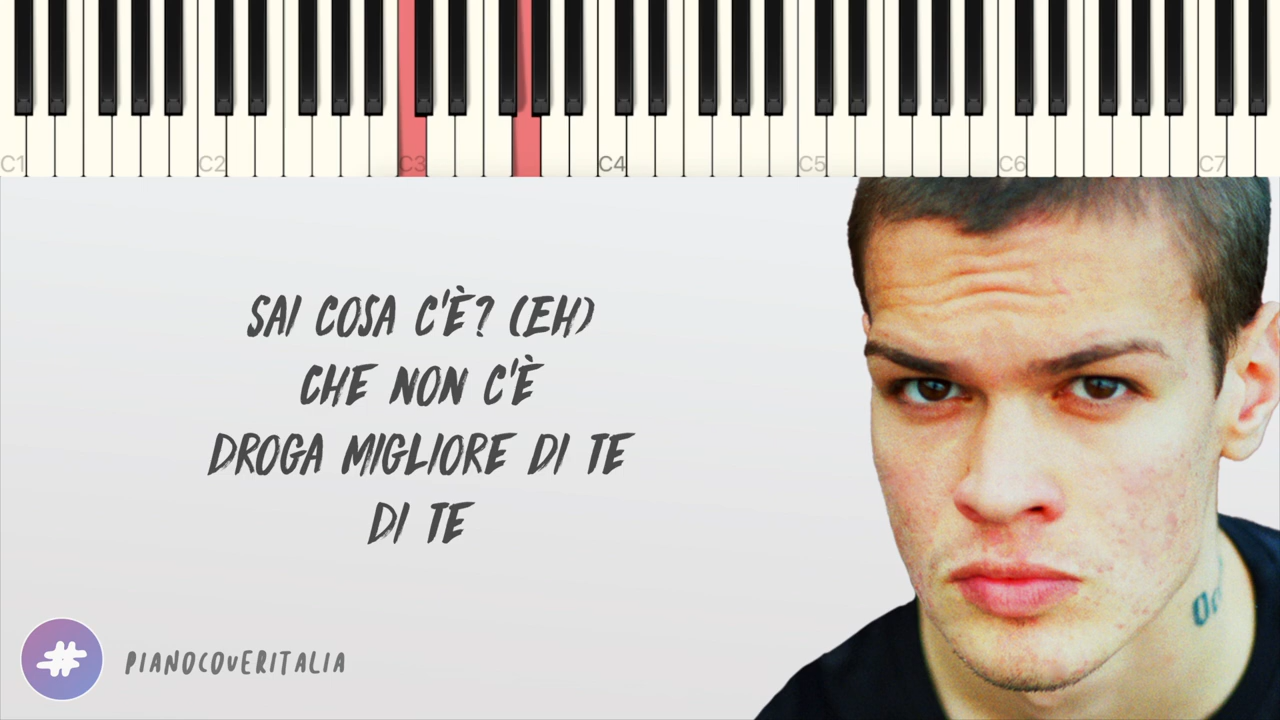 C1 C2 C3 C4 C5 C6 C7
SAI COSA C'È? (EH)
CHE NON C'È
DROGA MIGLIORE DI TE
DI TE
# PIANOCOVERITALIA